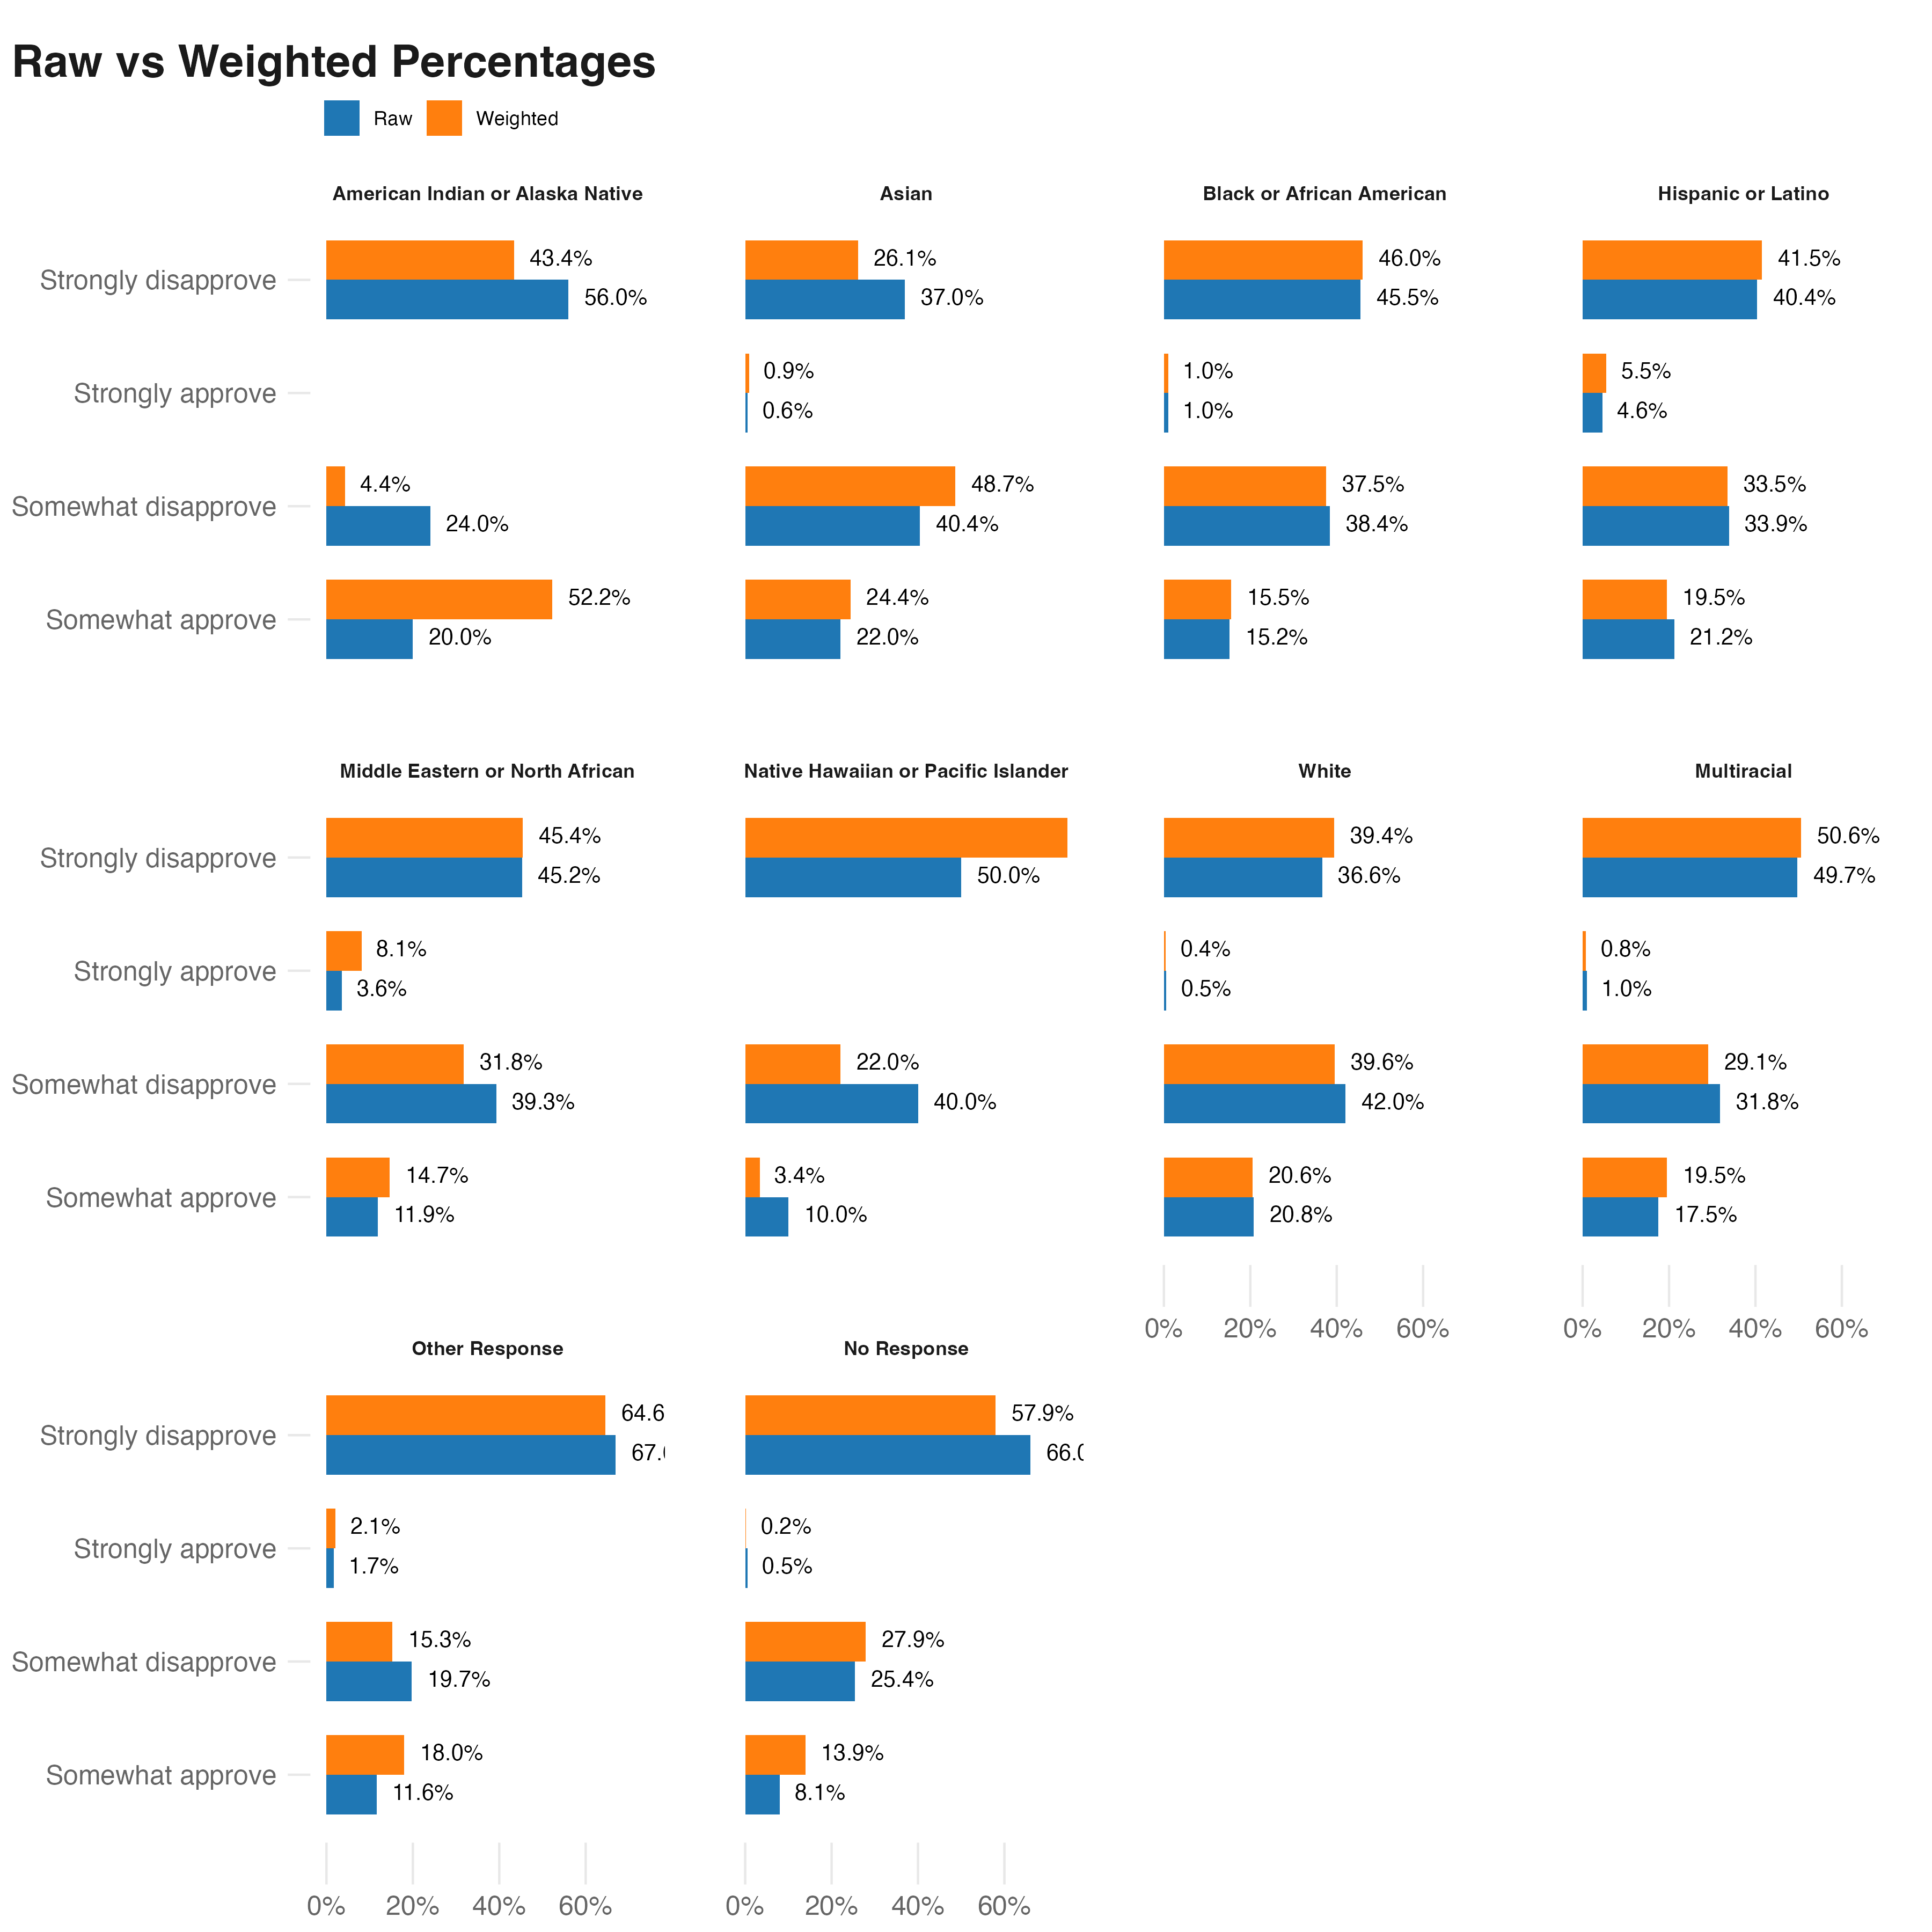 Raw vs Weighted Percentages
Raw Weighted
American Indian or Alaska Native Asian Black or African American Hispanic or Latino
Strongly disapprove 43.4% 26.1% 46.0% 41.5%
56.0% 37.0% 45.5% 40.4%
Strongly approve 0.9% 1.0% 5.5%
0.6% 1.0% 4.6%
Somewhat disapprove 4.4% 48.7% 37.5% 33.5%
24.0% 40.4% 38.4% 33.9%
Somewhat approve 52.2% 24.4% 15.5% 19.5%
20.0% 22.0% 15.2% 21.2%
Middle Eastern or North African Native Hawaiian or Pacific Islander White Multiracial
Strongly disapprove 45.4% 39.4% 50.6%
45.2% 50.0% 36.6% 49.7%
Strongly approve 8.1% 0.4% 0.8%
3.6% 0.5% 1.0%
Somewhat disapprove 31.8% 22.0% 39.6% 29.1%
39.3% 40.0% 42.0% 31.8%
Somewhat approve 14.7% 3.4% 20.6% 19.5%
11.9% 10.0% 20.8% 17.5%
0% 20% 40% 60% 0% 20% 40% 60%
Other Response No Response
Strongly disapprove 64.6 57.9%
67. 66.0
Strongly approve 2.1% 0.2%
1.7% 0.5%
Somewhat disapprove 15.3% 27.9%
19.7% 25.4%
Somewhat approve 18.0% 13.9%
11.6% 8.1%
0% 20% 40% 60% 0% 20% 40% 60%